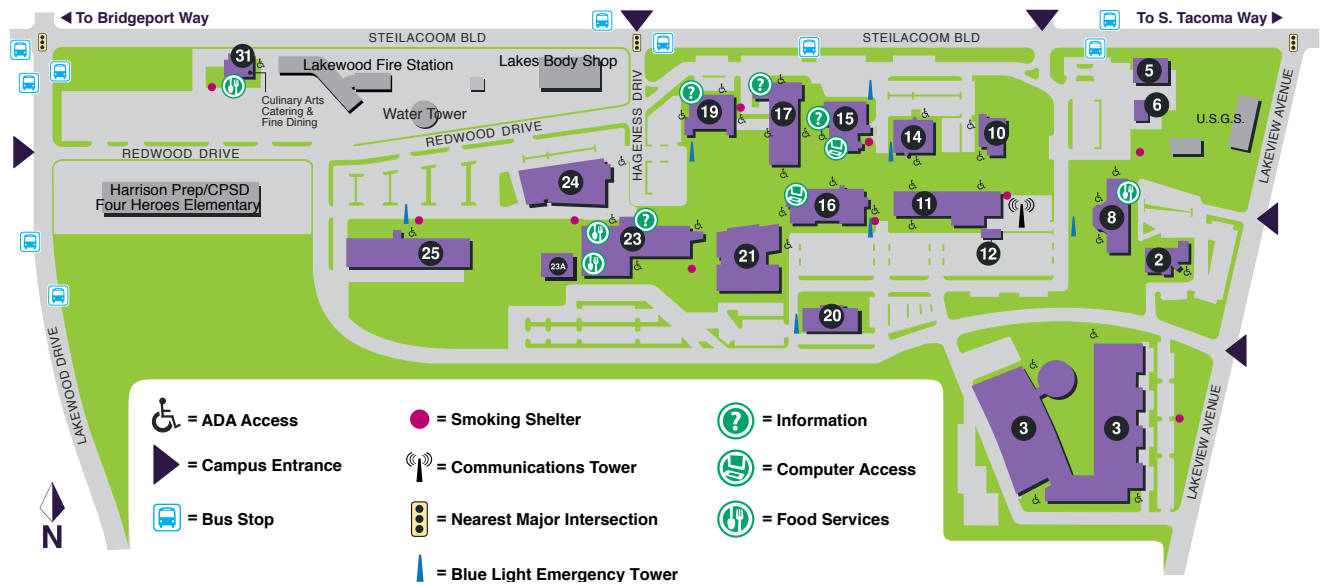 To Bridgeport Way
To S. Tacoma Way
STEILACOOM BLD
STEILACOOM BLD
31
Lakewood Fire Station
Lakes Body Shop
Culinary Arts
Catering &
Fine Dining
Water Tower
REDWOOD DRIVE
REDWOOD DRIVE
HAGENESS DRIV
19
17
15
14
10
5
6
U.S.G.S.
LAKEVIEW AVENUE
Harrison Prep/CPSD
Four Heroes Elementary
24
16
11
8
25
23
23A
21
12
2
20
LAKEWOOD DRIVE
3
3
LAKEVIEW AVENUE
= ADA Access
= Campus Entrance
= Bus Stop
= Smoking Shelter
= Communications Tower
= Nearest Major Intersection
= Blue Light Emergency Tower
? = Information
= Computer Access
= Food Services
N